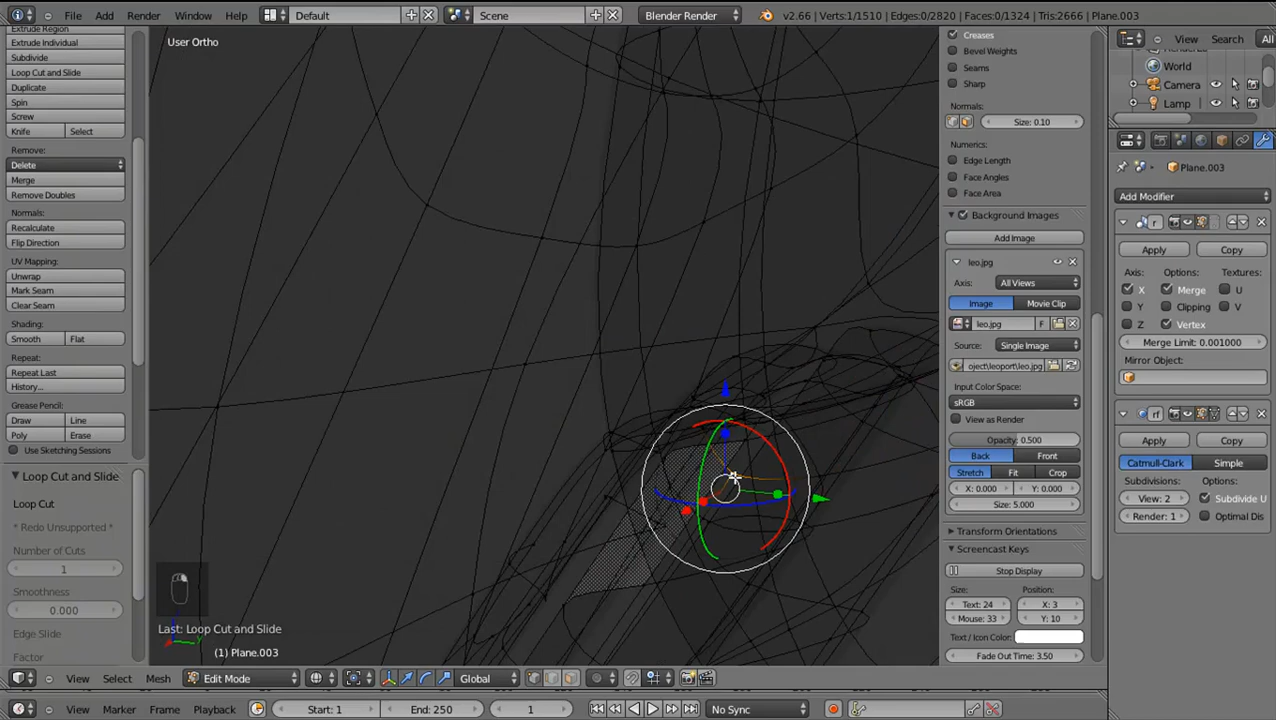 File Add Render Window Help Default Scene Blender Render v2.66 | Verts:1/1510 | Edges:0/2820 | Faces:0/1324 | Tris:2666 | Plane.003
Extrude Region
Extrude Individual
Subdivide
Loop Cut and Slide
Duplicate
Spin
Screw
Knife Select
Remove:
Delete
Merge
Remove Doubles
Normals:
Recalculate
Flip Direction
UV Mapping:
Unwrap
Mark Seam
Clear Seam
Shading:
Smooth Flat
Repeat:
Repeat Last
History...
Grease Pencil:
Draw Line
Poly Erase
Use Sketching Sessions
Loop Cut and Slide
Loop Cut
* Redo Unsupported *
Number of Cuts
1
Smoothness
0.000
Edge Slide
Factor
User Ortho
Last: Loop Cut and Slide
(1) Plane.003
Creases
Bevel Weights
Seams
Sharp
Normals:
Size: 0.10
Numerics:
Edge Length
Face Angles
Face Area
Background Images
Add Image
leo.jpg
Axis: All Views
Image Movie Clip
leo.jpg F
Source: Single Image
oject\leoport\leo.jpg
Input Color Space:
sRGB
View as Render
Opacity: 0.500
Back Front
Stretch Fit Crop
X: 0.000 Y: 0.000
Size: 5.000
Transform Orientations
Screencast Keys
Stop Display
Size: Position:
Text: 24 X: 3
Mouse: 33 Y: 10
Text / Icon Color:
Fade Out Time: 3.50
View Search All
World
Camera
Lamp
Plane.003
Add Modifier
Apply Copy
Axis: Options: Textures:
X Merge U
Y Clipping V
Z Vertex
Merge Limit: 0.001000
Mirror Object:
Apply Copy
Catmull-Clark Simple
Subdivisions: Options:
View: 2 Subdivide U
Render: 1 Optimal Dis
View Select Mesh Edit Mode Global
View Marker Frame Playback Start: 1 End: 250 1 No Sync